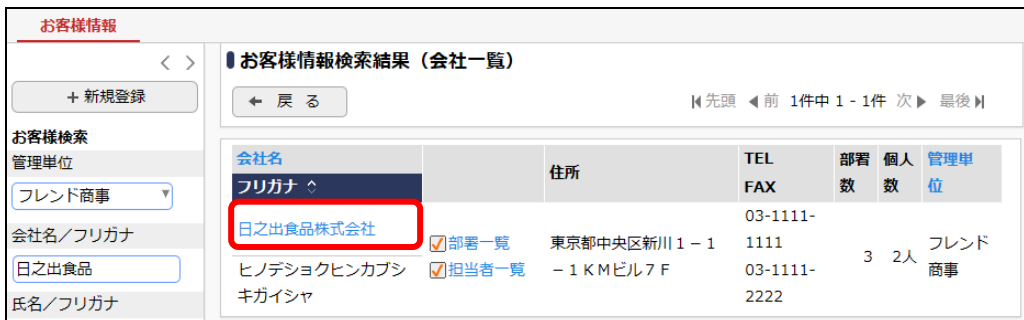 お客様情報
< >
+ 新規登録
お客様検索
管理単位
フレンド商事
会社名／フリガナ
日之出食品
氏名／フリガナ
お客様情報検索結果（会社一覧）
戻 る
先頭 前 1件中 1 - 1件 次 最後
会社名
フリガナ
住所
TEL
FAX
部署数
個人数
管理単位
日之出食品株式会社
ヒノデショクヒンカブシ
キガイシャ
部署一覧
担当者一覧
東京都中央区新川１－１
－１ＫＭビル７Ｆ
03-1111-
1111
03-1111-
2222
3
2人
フレンド
商事